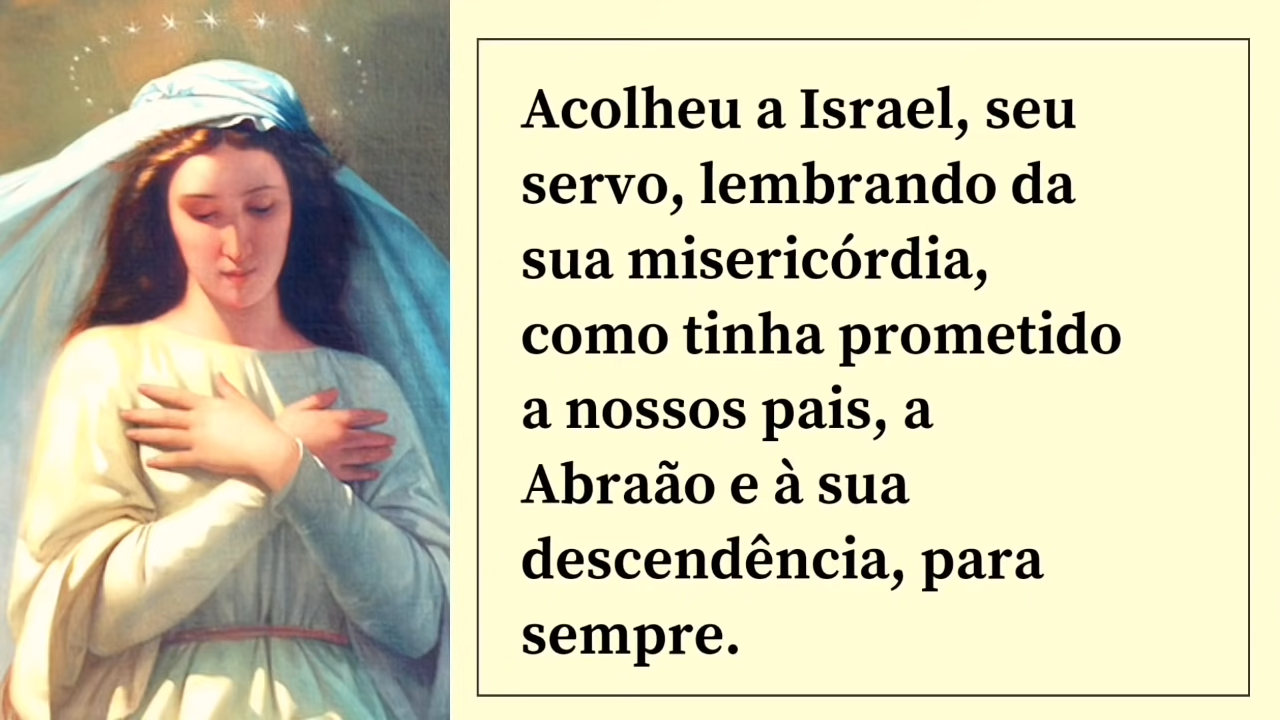 Acolheu a Israel, seu
servo, lembrando da
sua misericórdia,
como tinha prometido
a nossos pais, a
Abraão e à sua
descendência, para
sempre.